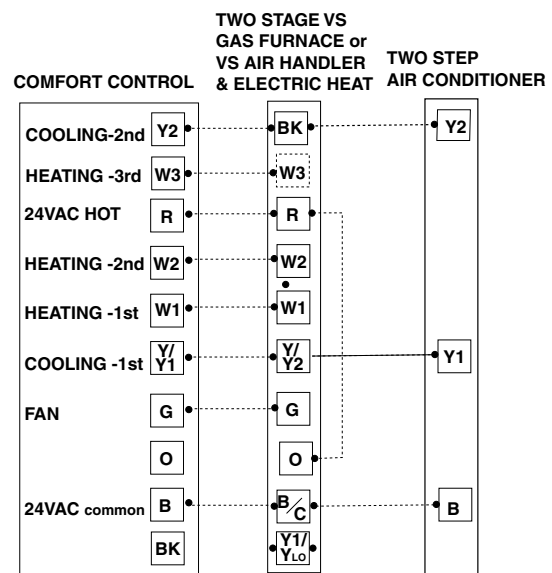 TWO STAGE VS
GAS FURNACE or
VS AIR HANDLER
& ELECTRIC HEAT
TWO STEP
AIR CONDITIONER
COMFORT CONTROL
COOLING-2nd Y2 BK Y2
HEATING -3rd W3 W3
24VAC HOT R R
HEATING -2nd W2 W2
HEATING -1st W1 W1
COOLING -1st Y/ Y1 Y/ Y2 Y1
FAN G G
O O
24VAC common B B/C B
BK Y1/ YLO